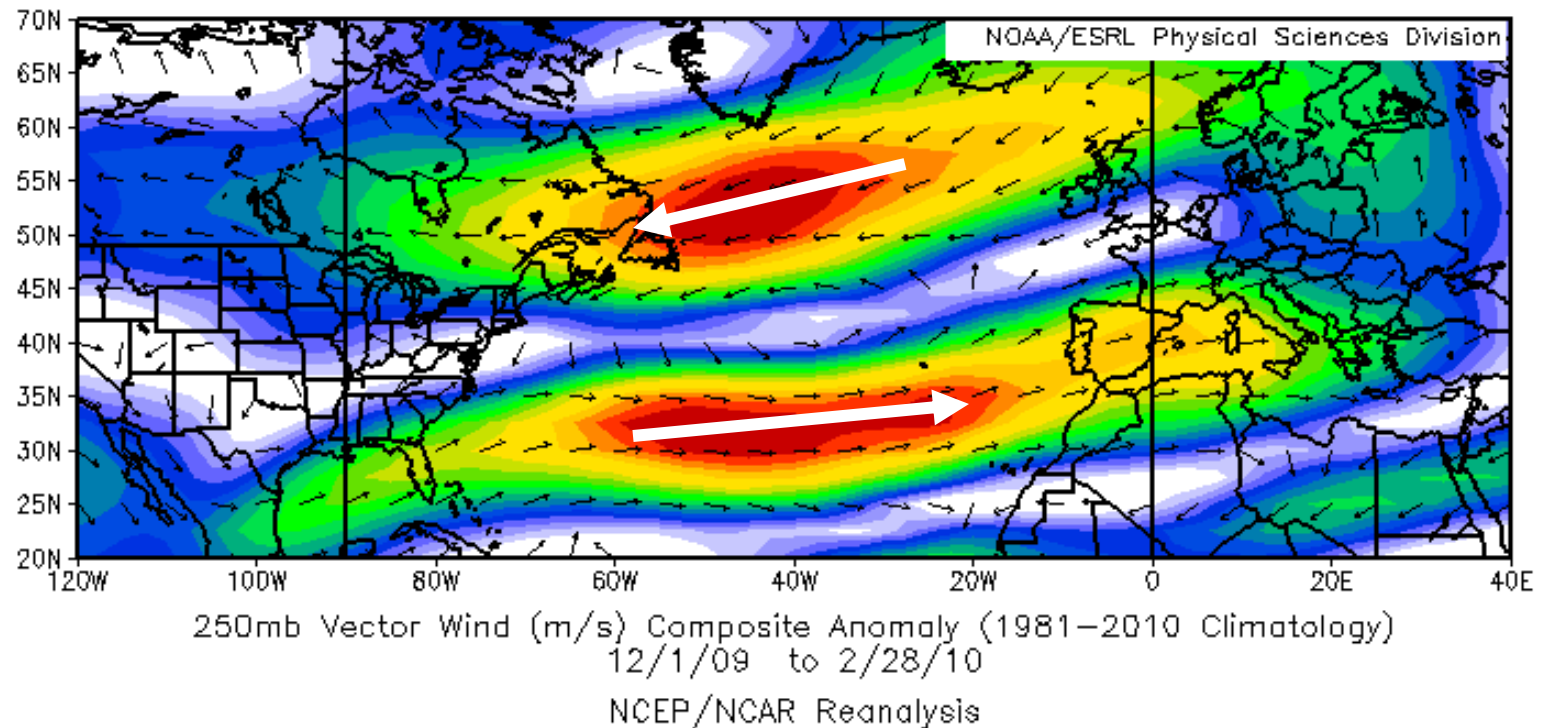 NOAA/ESRL Physical Sciences Division
70N
65N
60N
55N
50N
45N
40N
35N
30N
25N
20N
120W 100W 80W 60W 40W 20W 0 20E 40E
250mb Vector Wind (m/s) Composite Anomaly (1981−2010 Climatology)
12/1/09 to 2/28/10
NCEP/NCAR Reanalysis